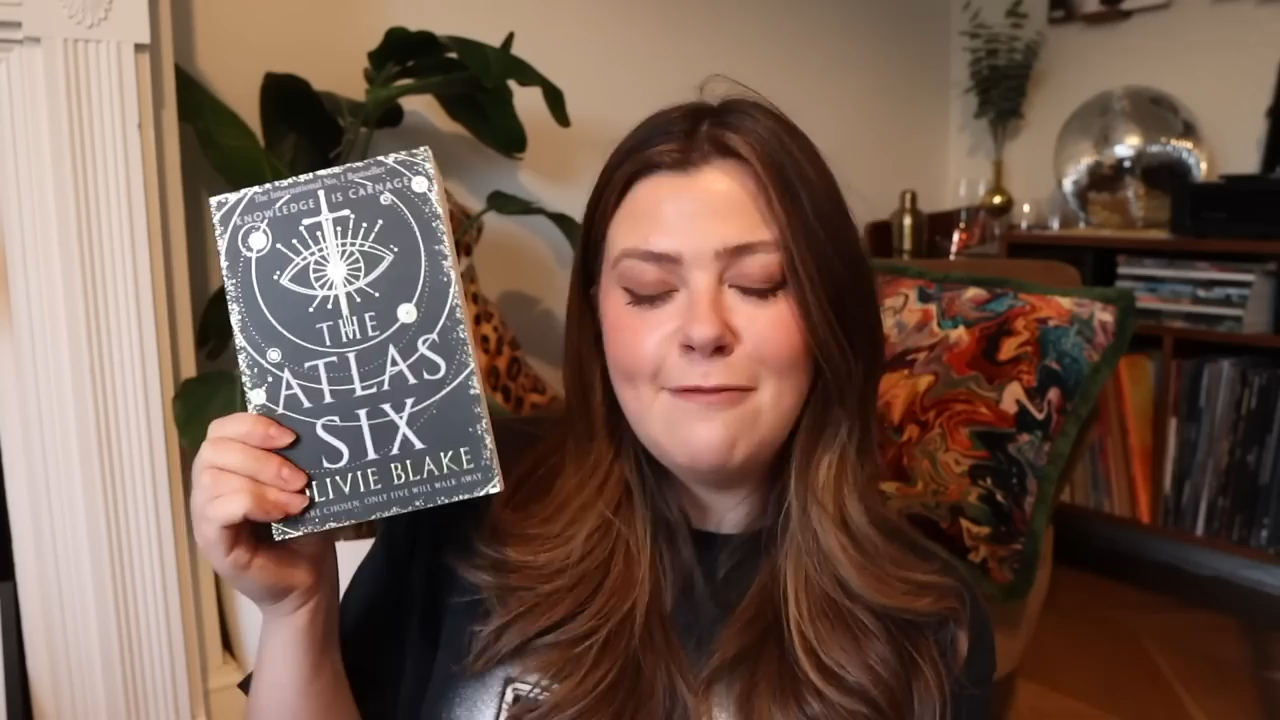 The International No. 1 Bestseller
KNOWLEDGE IS CARNAGE
THE
ATLAS
SIX
LIVIE BLAKE
ARE CHOSEN. ONLY FIVE WILL WALK AWAY.